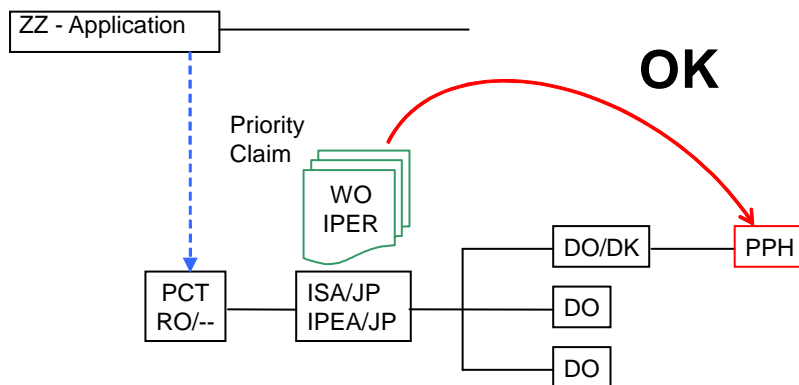 ZZ - Application
OK
Priority
Claim
WO
IPER
DO/DK
PPH
PCT
RO/--
ISA/JP
IPEA/JP
DO
DO